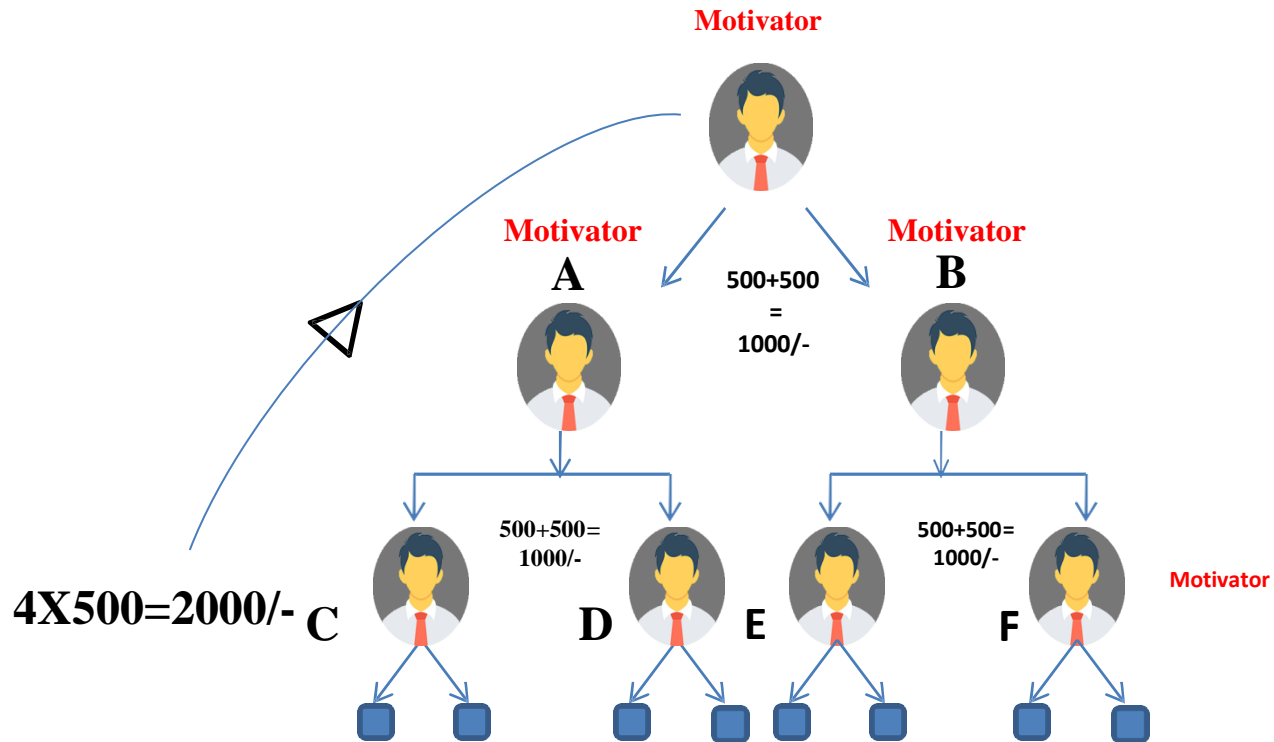 Motivator
Motivator
Motivator
A
B
500+500
=
1000/-
500+500=
1000/-
500+500=
1000/-
Motivator
4X500=2000/-
C
D
E
F